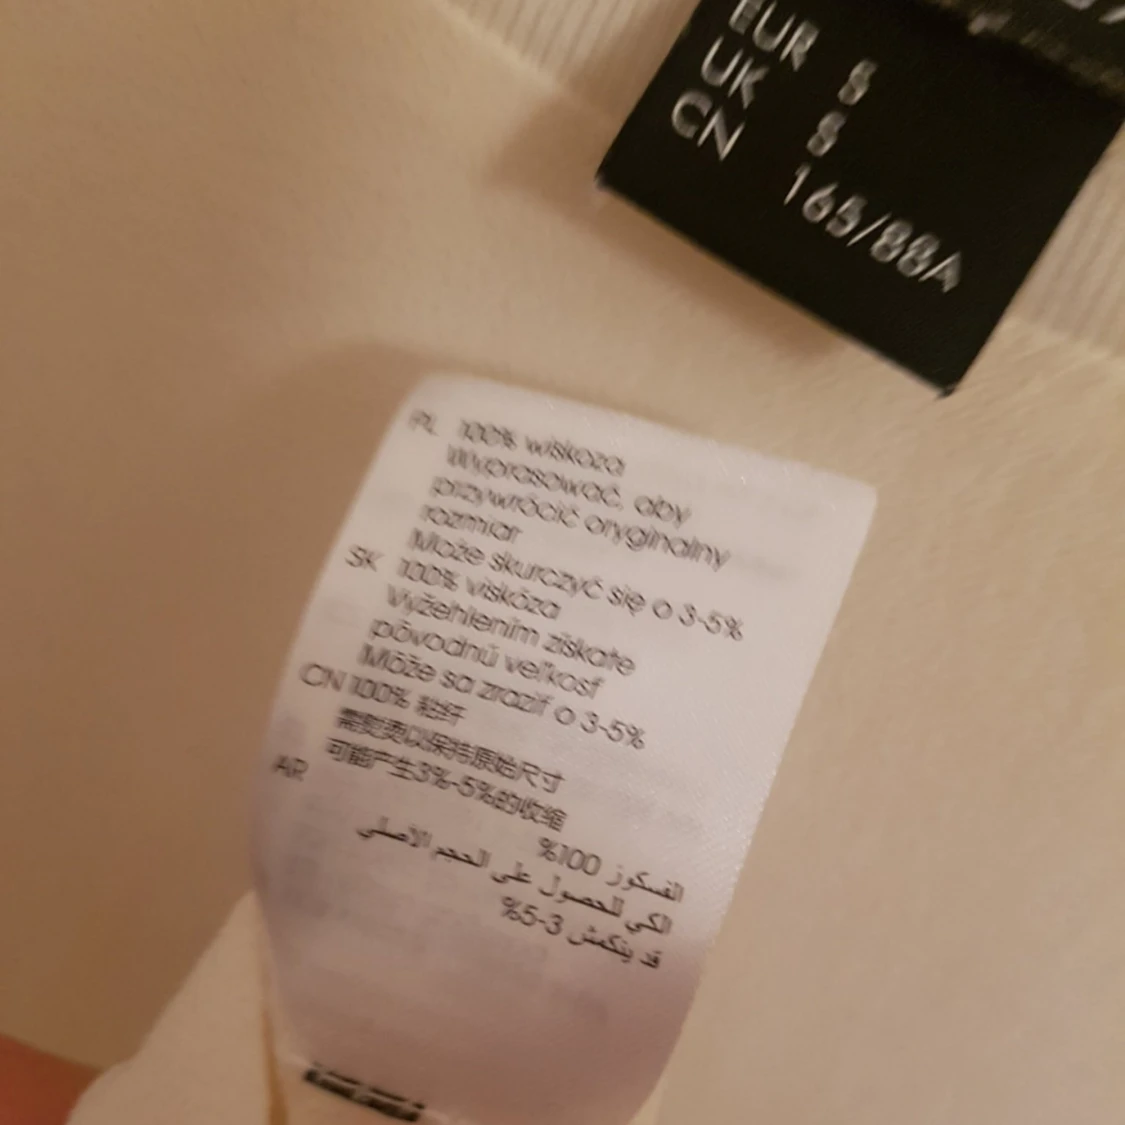 EUR S
UK S
CN 165/88A
PL 100% wiskoza
Wyprasować, aby
przywrócić oryginalny
rozmiar
Może skurczyć się o 3-5%
SK 100% viskóza
Vyžehlením získate
pôvodnú veľkosť
Môže sa zraziť o 3-5%
CN 100% 粘纤
需熨烫以保持原始尺寸
可能产生3%-5%的收缩
AR
الفسكوز 100%
الكي للحصول على الحجم الأصلي
قد ينكمش 3-5%